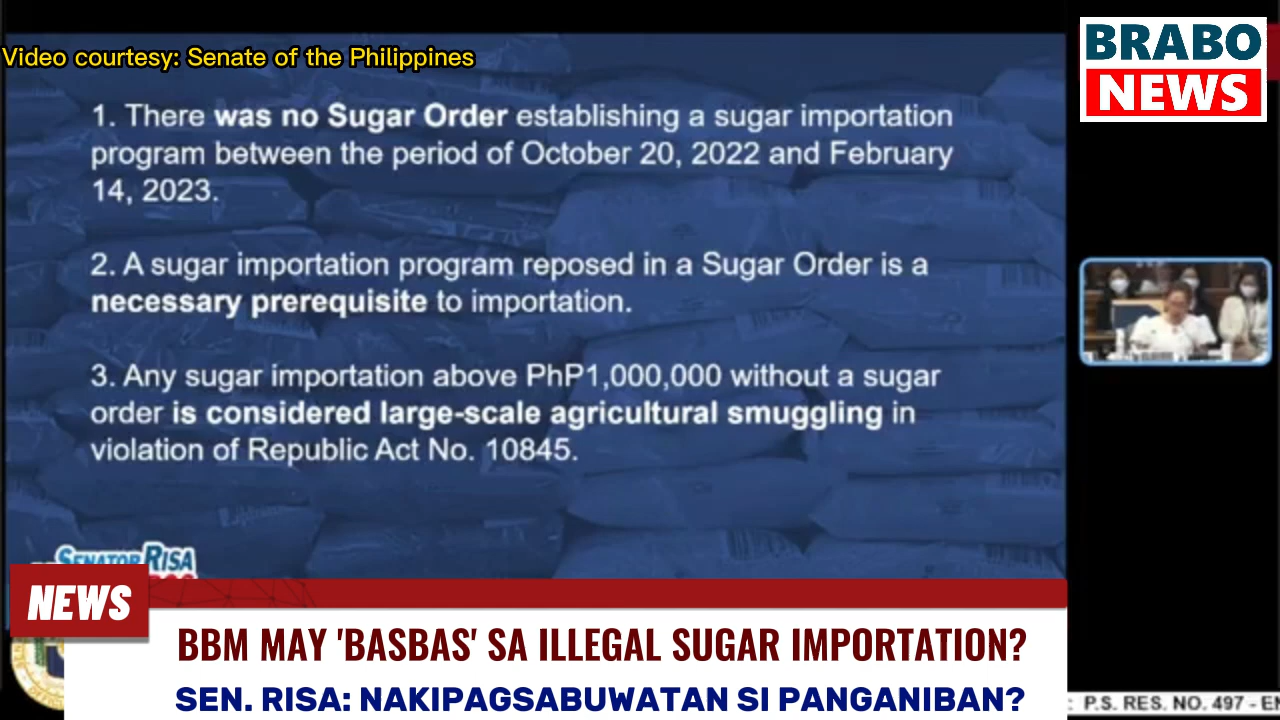 Video courtesy: Senate of the Philippines
BRABO
NEWS
1. There was no Sugar Order establishing a sugar importation
program between the period of October 20, 2022 and February
14, 2023.
2. A sugar importation program reposed in a Sugar Order is a
necessary prerequisite to importation.
3. Any sugar importation above PhP1,000,000 without a sugar
order is considered large-scale agricultural smuggling in
violation of Republic Act No. 10845.
SENATOR RISA
NEWS
BBM MAY 'BASBAS' SA ILLEGAL SUGAR IMPORTATION?
SEN. RISA: NAKIPAGSABUWATAN SI PANGANIBAN?
: P.S. RES. NO. 497 -